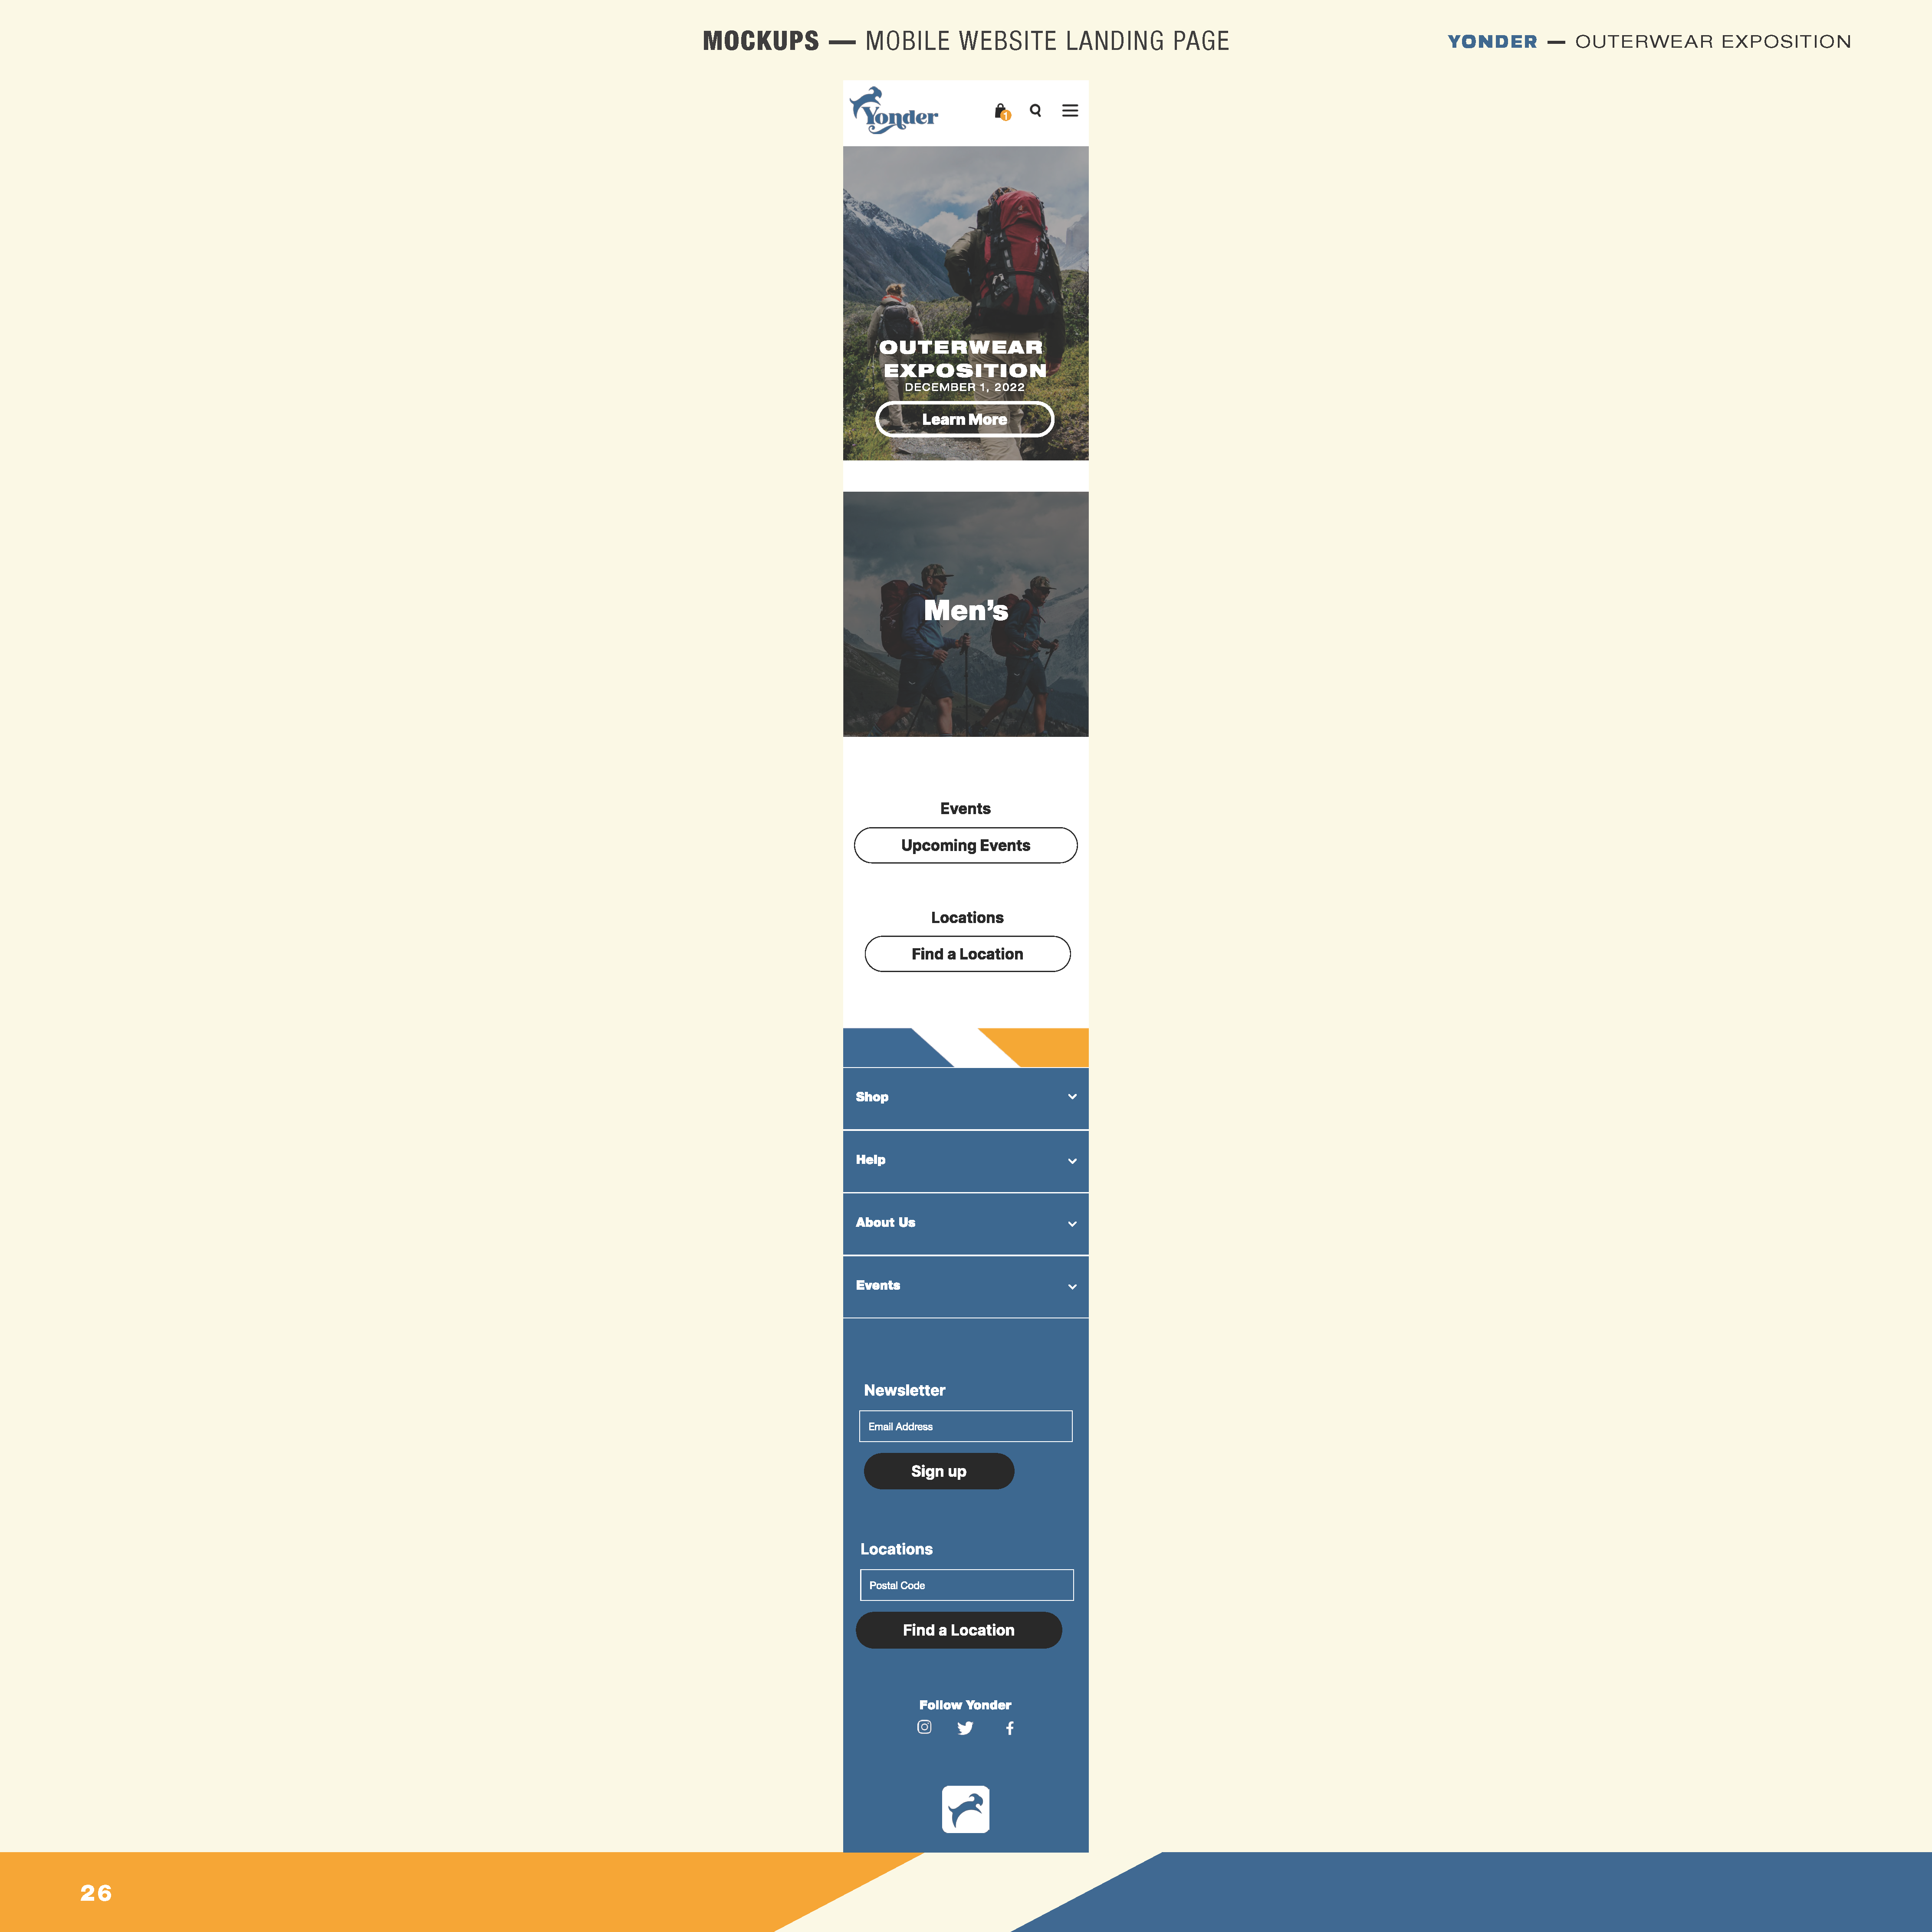 MOCKUPS — MOBILE WEBSITE LANDING PAGE
YONDER — OUTERWEAR EXPOSITION
Yonder
1
OUTERWEAR
EXPOSITION
DECEMBER 1, 2022
Learn More
Men's
Events
Upcoming Events
Locations
Find a Location
Shop
Help
About Us
Events
Newsletter
Email Address
Sign up
Locations
Postal Code
Find a Location
Follow Yonder
26